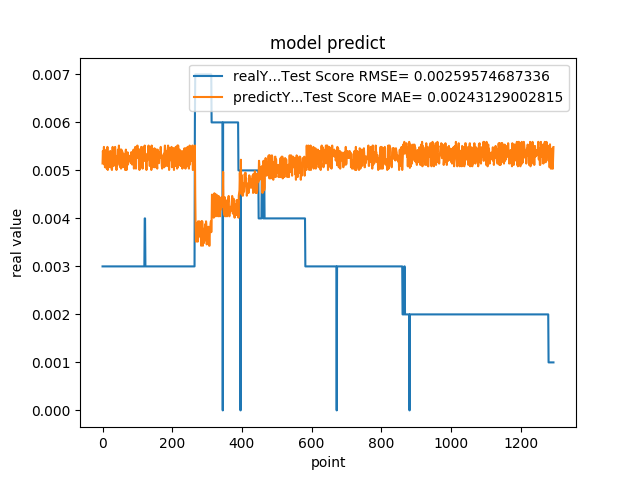 model predict
realY...Test Score RMSE= 0.00259574687336
predictY...Test Score MAE= 0.00243129002815
0.007
0.006
0.005
0.004
0.003
0.002
0.001
0.000
real value
0 200 400 600 800 1000 1200
point